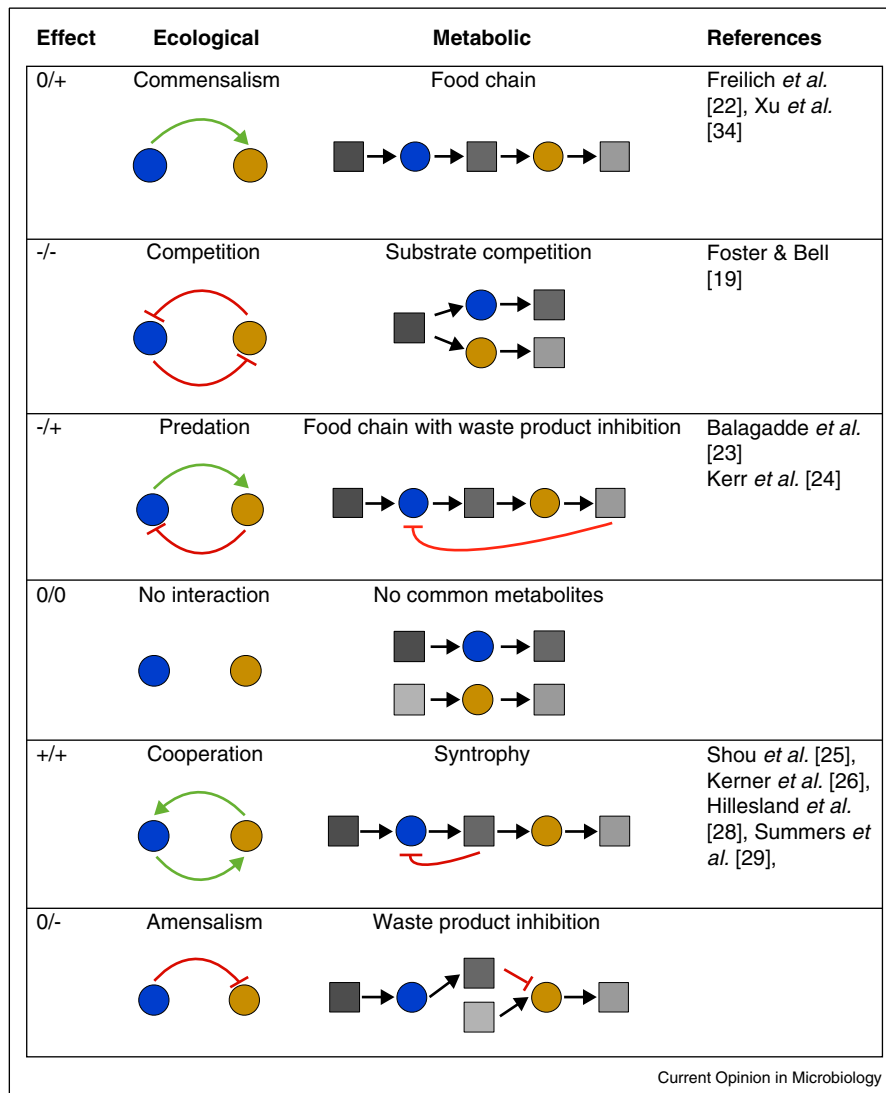 Effect Ecological Metabolic References
0/+ Commensalism Food chain Freilich et al.
[22], Xu et al.
[34]
-/- Competition Substrate competition Foster & Bell
[19]
-/+ Predation Food chain with waste product inhibition Balagadde et al.
[23]
Kerr et al. [24]
0/0 No interaction No common metabolites
+/+ Cooperation Syntrophy Shou et al. [25],
Kerner et al. [26],
Hillesland et al.
[28], Summers et
al. [29],
0/- Amensalism Waste product inhibition
Current Opinion in Microbiology